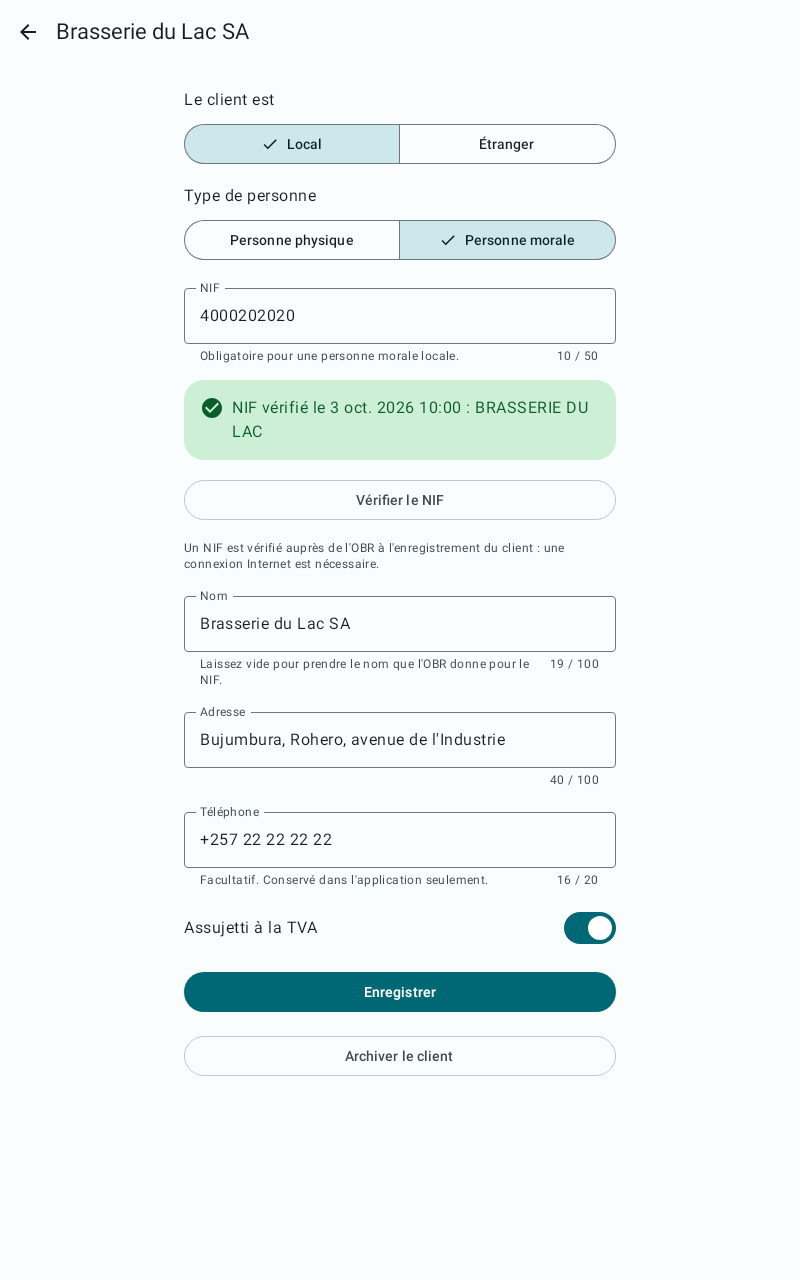 Brasserie du Lac SA
Le client est
Local
Étranger
Type de personne
Personne physique
Personne morale
NIF
4000202020
Obligatoire pour une personne morale locale.
10 / 50
NIF vérifié le 3 oct. 2026 10:00 : BRASSERIE DU
LAC
Vérifier le NIF
Un NIF est vérifié auprès de l'OBR à l'enregistrement du client : une
connexion Internet est nécessaire.
Nom
Brasserie du Lac SA
Laissez vide pour prendre le nom que l'OBR donne pour le
NIF.
19 / 100
Adresse
Bujumbura, Rohero, avenue de l'Industrie
40 / 100
Téléphone
+257 22 22 22 22
Facultatif. Conservé dans l'application seulement.
16 / 20
Assujetti à la TVA
Enregistrer
Archiver le client